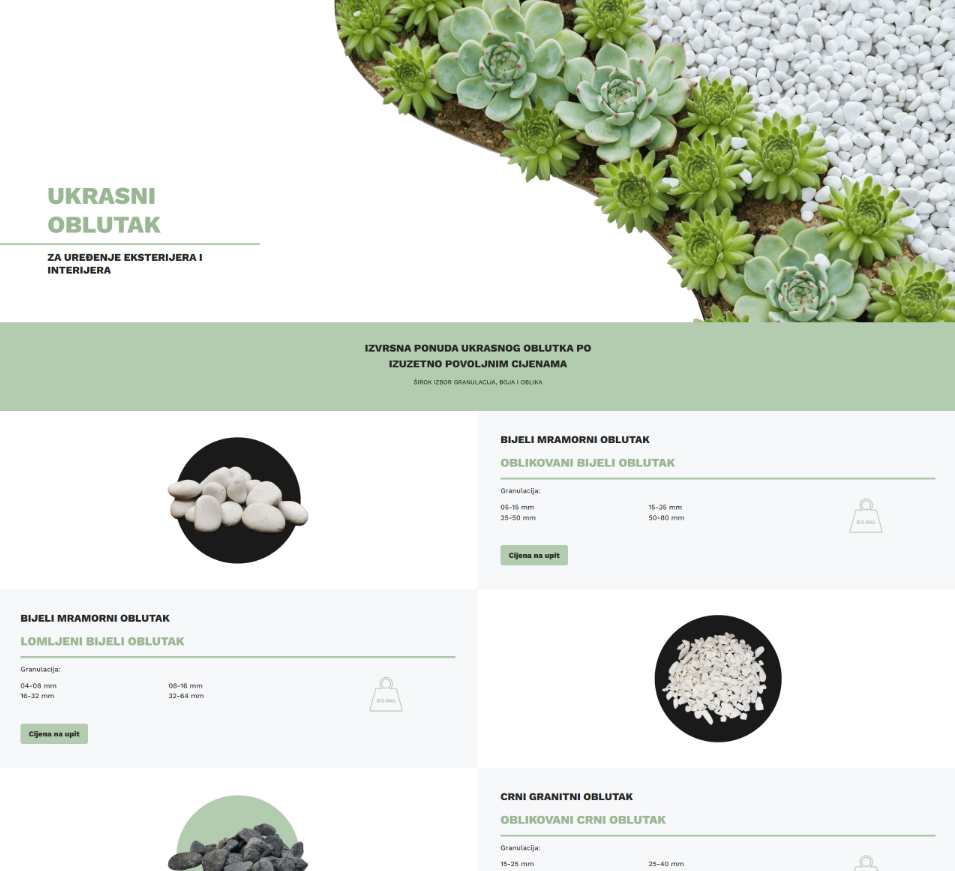 UKRASNI
OBLUTAK
ZA UREĐENJE EKSTERIJERA I
INTERIJERA
IZVRSNA PONUDA UKRASNOG OBLUTKA PO
IZUZETNO POVOLJNIM CIJENAMA
ŠIROK IZBOR GRANULACIJA, BOJA I OBLIKA
BIJELI MRAMORNI OBLUTAK
OBLIKOVANI BIJELI OBLUTAK
Granulacija:
05-15 mm 15-35 mm
35-50 mm 50-80 mm
BIG BAG
Cijena na upit
BIJELI MRAMORNI OBLUTAK
LOMLJENI BIJELI OBLUTAK
Granulacija:
04-08 mm 08-16 mm
16-32 mm 32-64 mm
BIG BAG
Cijena na upit
CRNI GRANITNI OBLUTAK
OBLIKOVANI CRNI OBLUTAK
Granulacija:
15-25 mm 25-40 mm